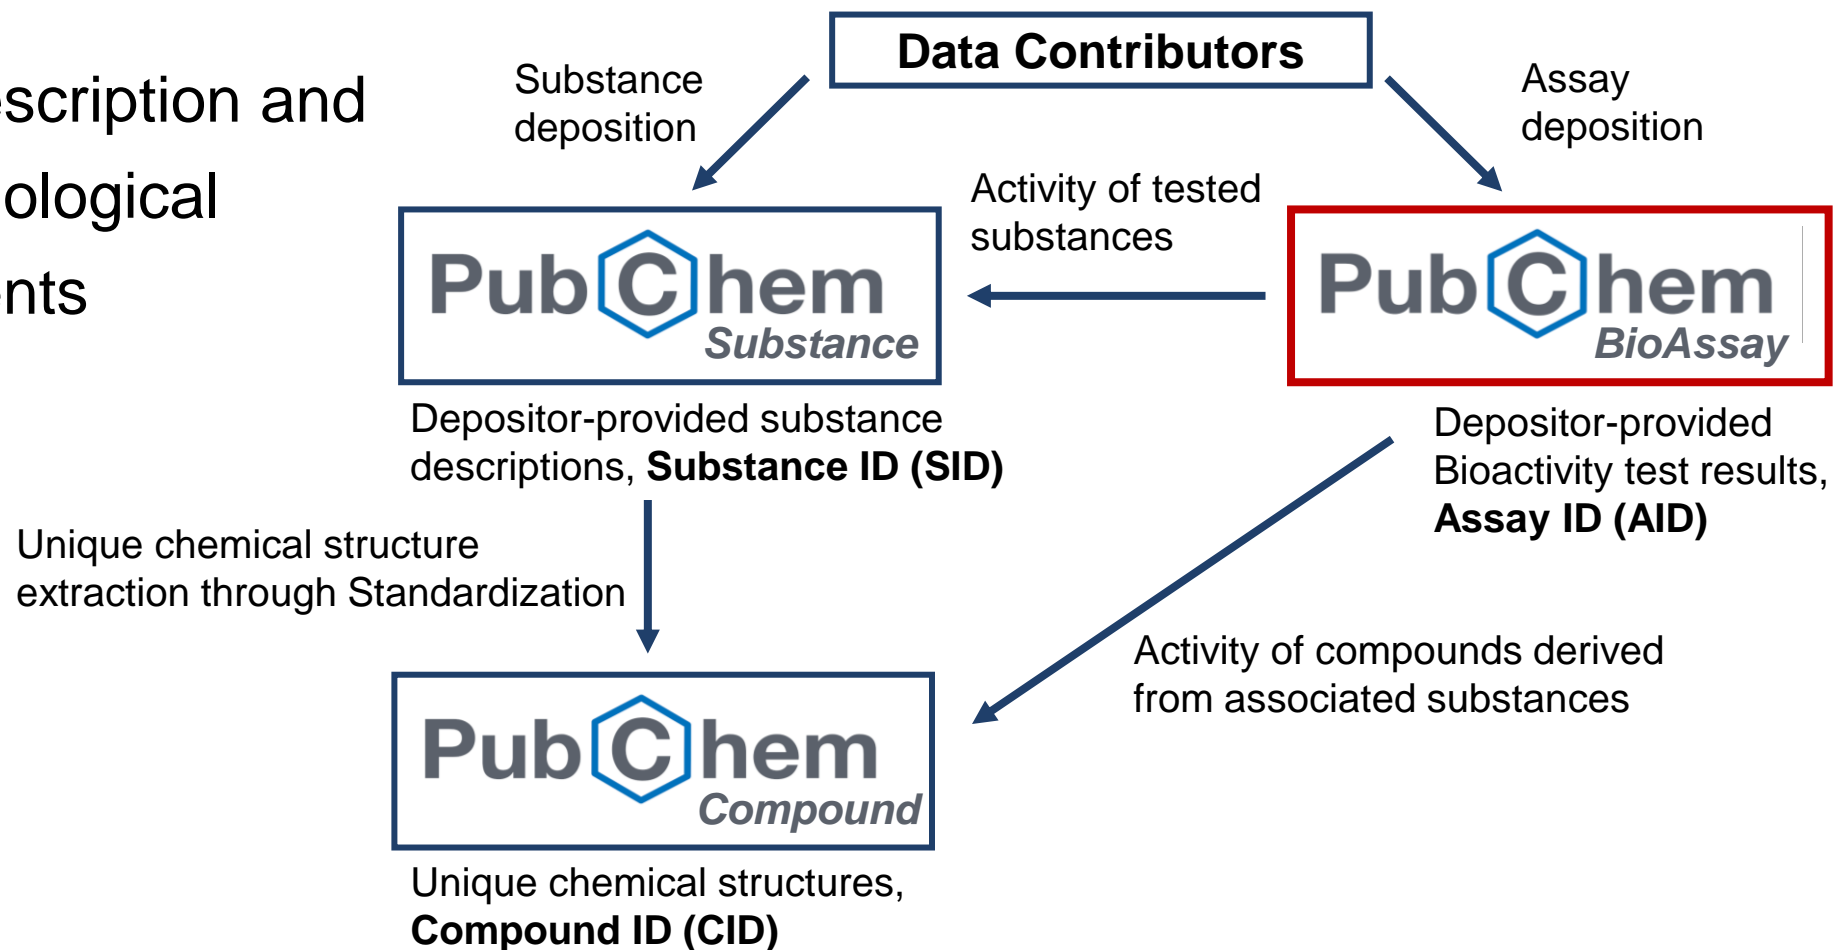 Data Contributors
scription and
ological
ents
Substance
deposition
Assay
deposition
Activity of tested
substances
PubChem
Substance
PubChem
BioAssay
Depositor-provided substance
descriptions, Substance ID (SID)
Depositor-provided
Bioactivity test results,
Assay ID (AID)
Unique chemical structure
extraction through Standardization
Activity of compounds derived
from associated substances
PubChem
Compound
Unique chemical structures,
Compound ID (CID)